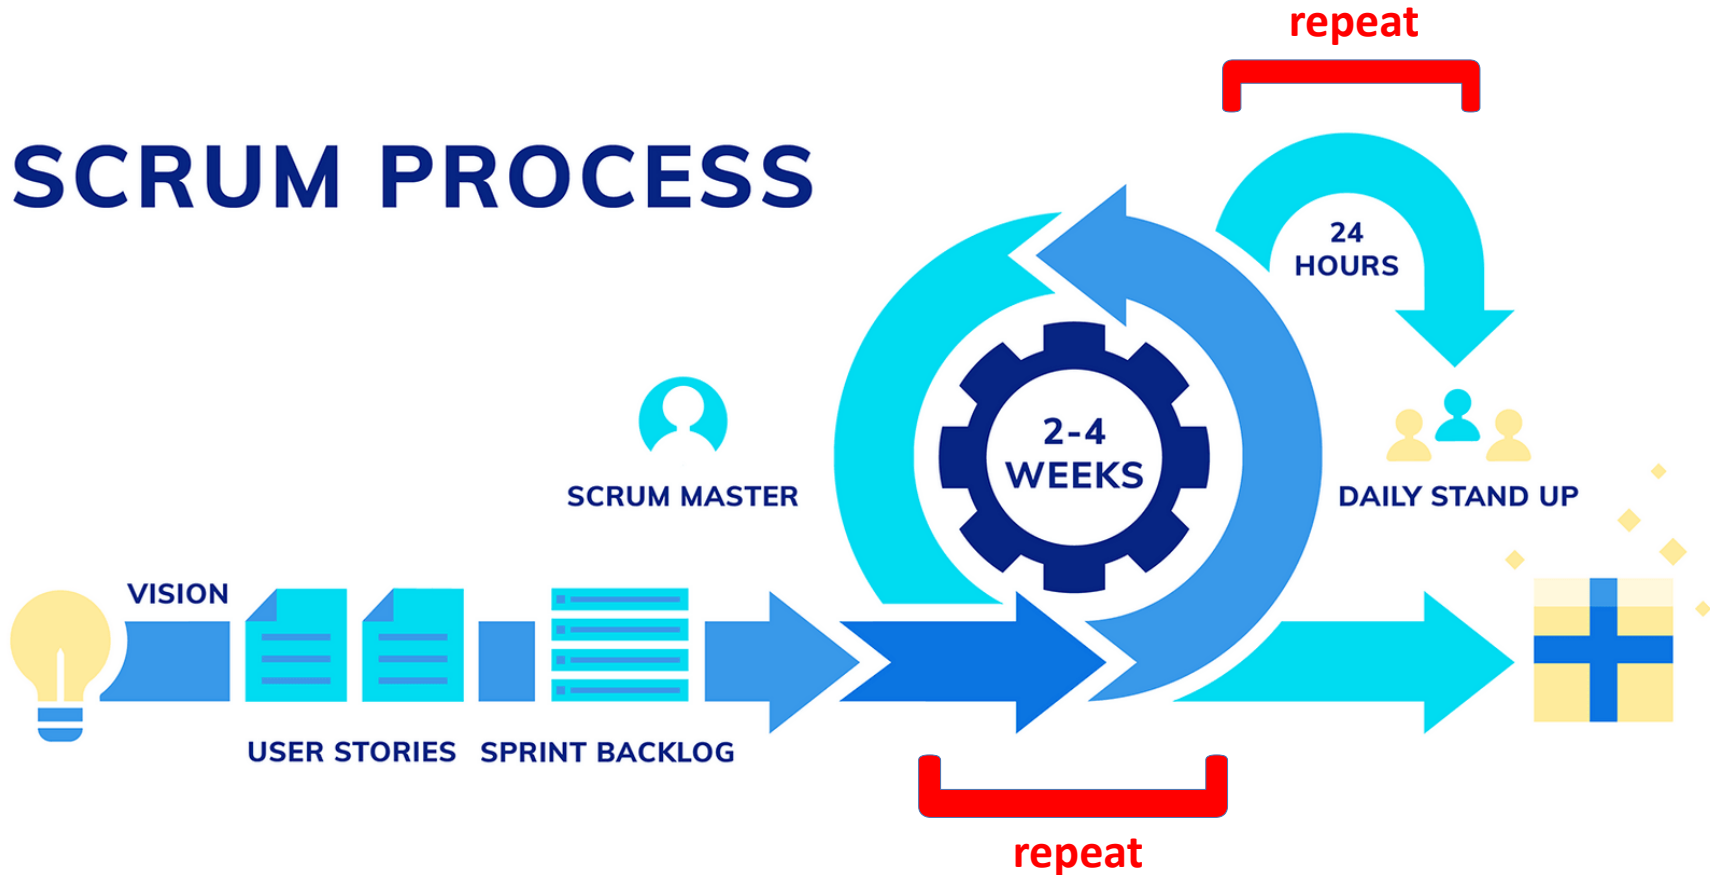 repeat
SCRUM PROCESS
24
HOURS
2-4
WEEKS
SCRUM MASTER
DAILY STAND UP
VISION
USER STORIES
SPRINT BACKLOG
repeat